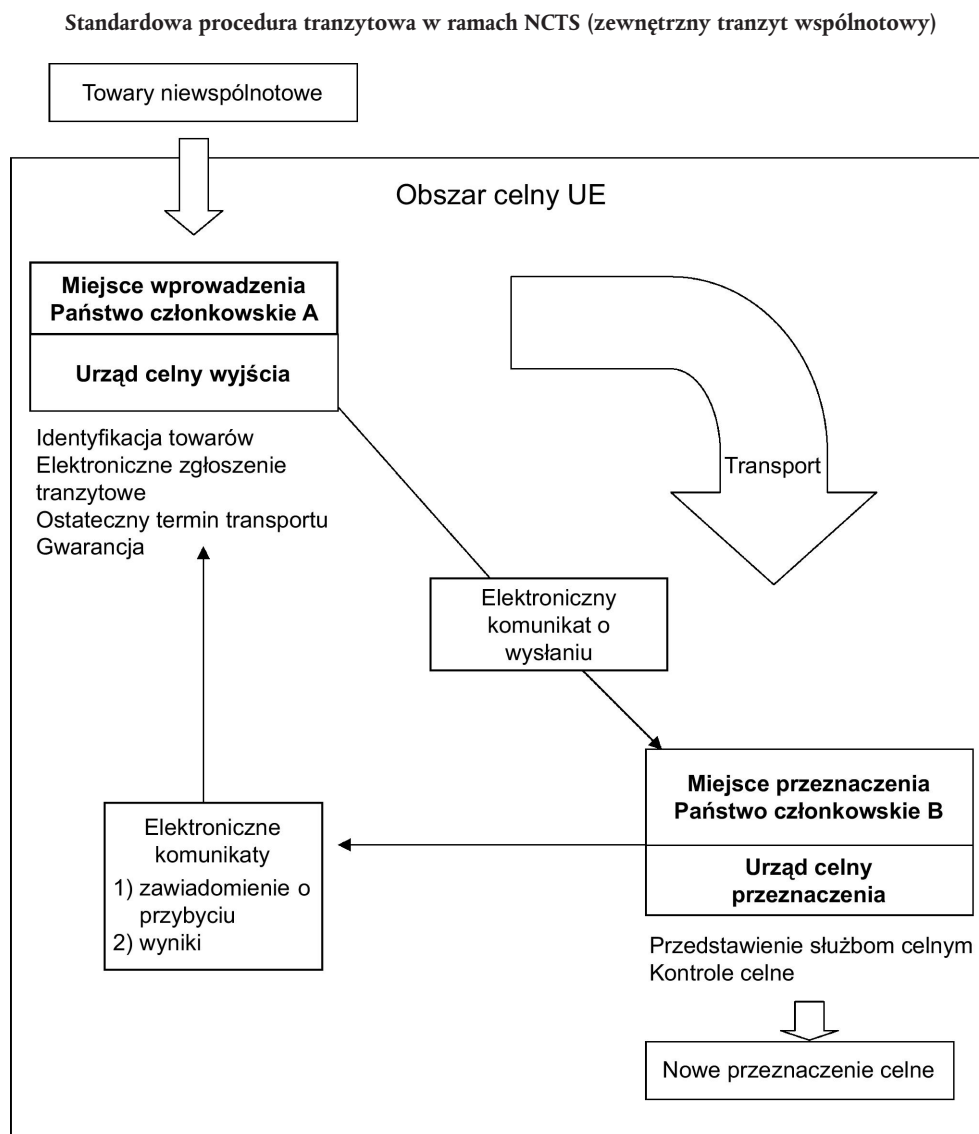 Standardowa procedura tranzytowa w ramach NCTS (zewnętrzny tranzyt wspólnotowy)
Towary niewspólnotowe
Obszar celny UE
Miejsce wprowadzenia
Państwo członkowskie A
Urząd celny wyjścia
Identyfikacja towarów
Elektroniczne zgłoszenie
tranzytowe
Ostateczny termin transportu
Gwarancja
Transport
Elektroniczny
komunikat o
wysłaniu
Miejsce przeznaczenia
Państwo członkowskie B
Urząd celny
przeznaczenia
Elektroniczne
komunikaty
1) zawiadomienie o
przybyciu
2) wyniki
Przedstawienie służbom celnym
Kontrole celne
Nowe przeznaczenie celne